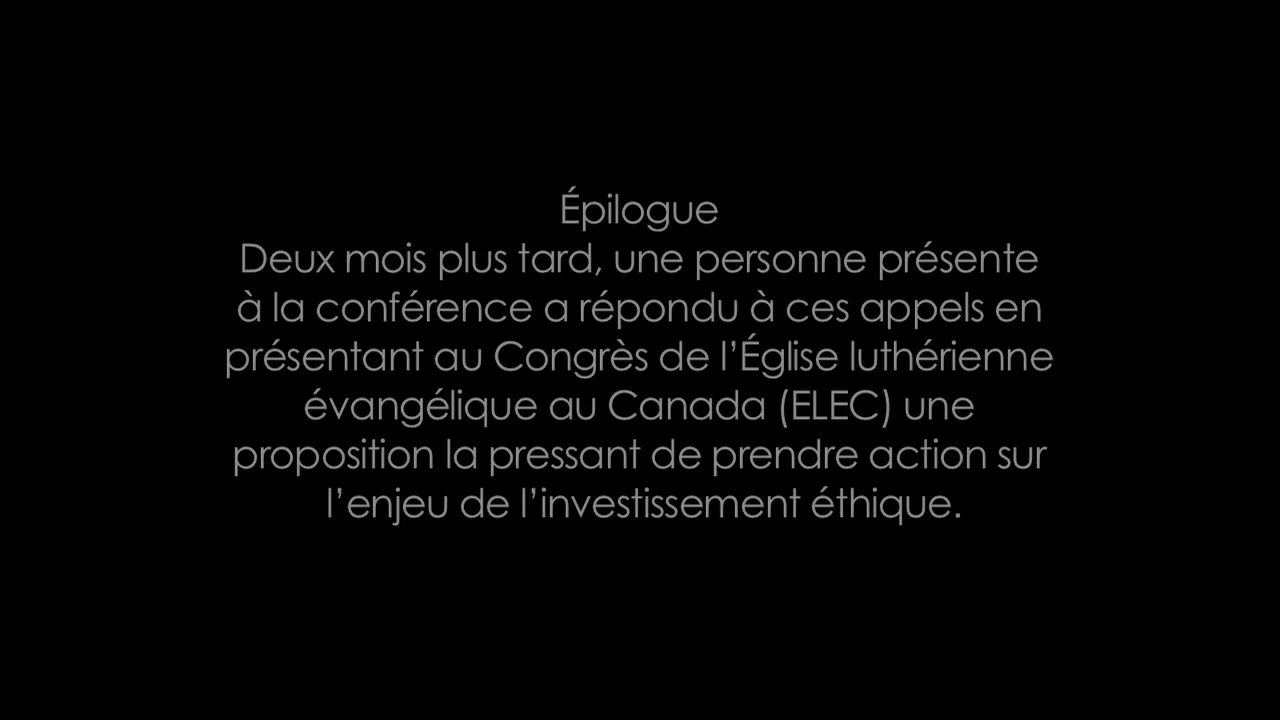 Épilogue
Deux mois plus tard, une personne présente
à la conférence a répondu à ces appels en
présentant au Congrès de l’Église luthérienne
évangélique au Canada (ELEC) une
proposition la pressant de prendre action sur
l’enjeu de l’investissement éthique.